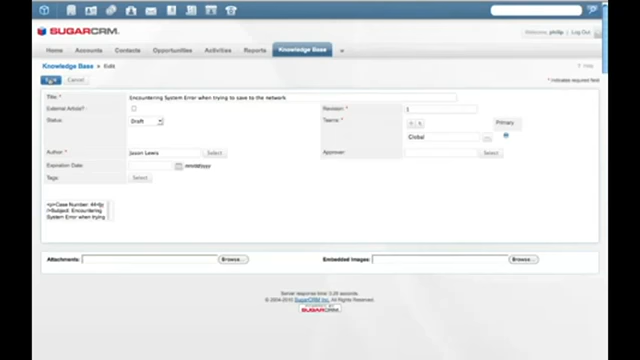 SUGARCRM.
Welcome, phillip | Log Out
Home Accounts Contacts Opportunities Activities Reports Knowledge Base
Knowledge Base » Edit
Save Cancel
* Indicates required field
Title: * Encountering System Error when trying to save to the network
External Article? Revision: * 1
Status: Draft Teams: * Primary
Global
Author: * Jason Lewis Select Approver: Select
Expiration Date: mm/dd/yyyy
Tags: Select
<p>Case Number: 44<
/>Subject: Encountering
System Error when trying
Attachments: Browse... Embedded Images: Browse...
Server response time: 0.28 seconds.
© 2004-2010 SugarCRM Inc. All Rights Reserved.
SUGARCRM